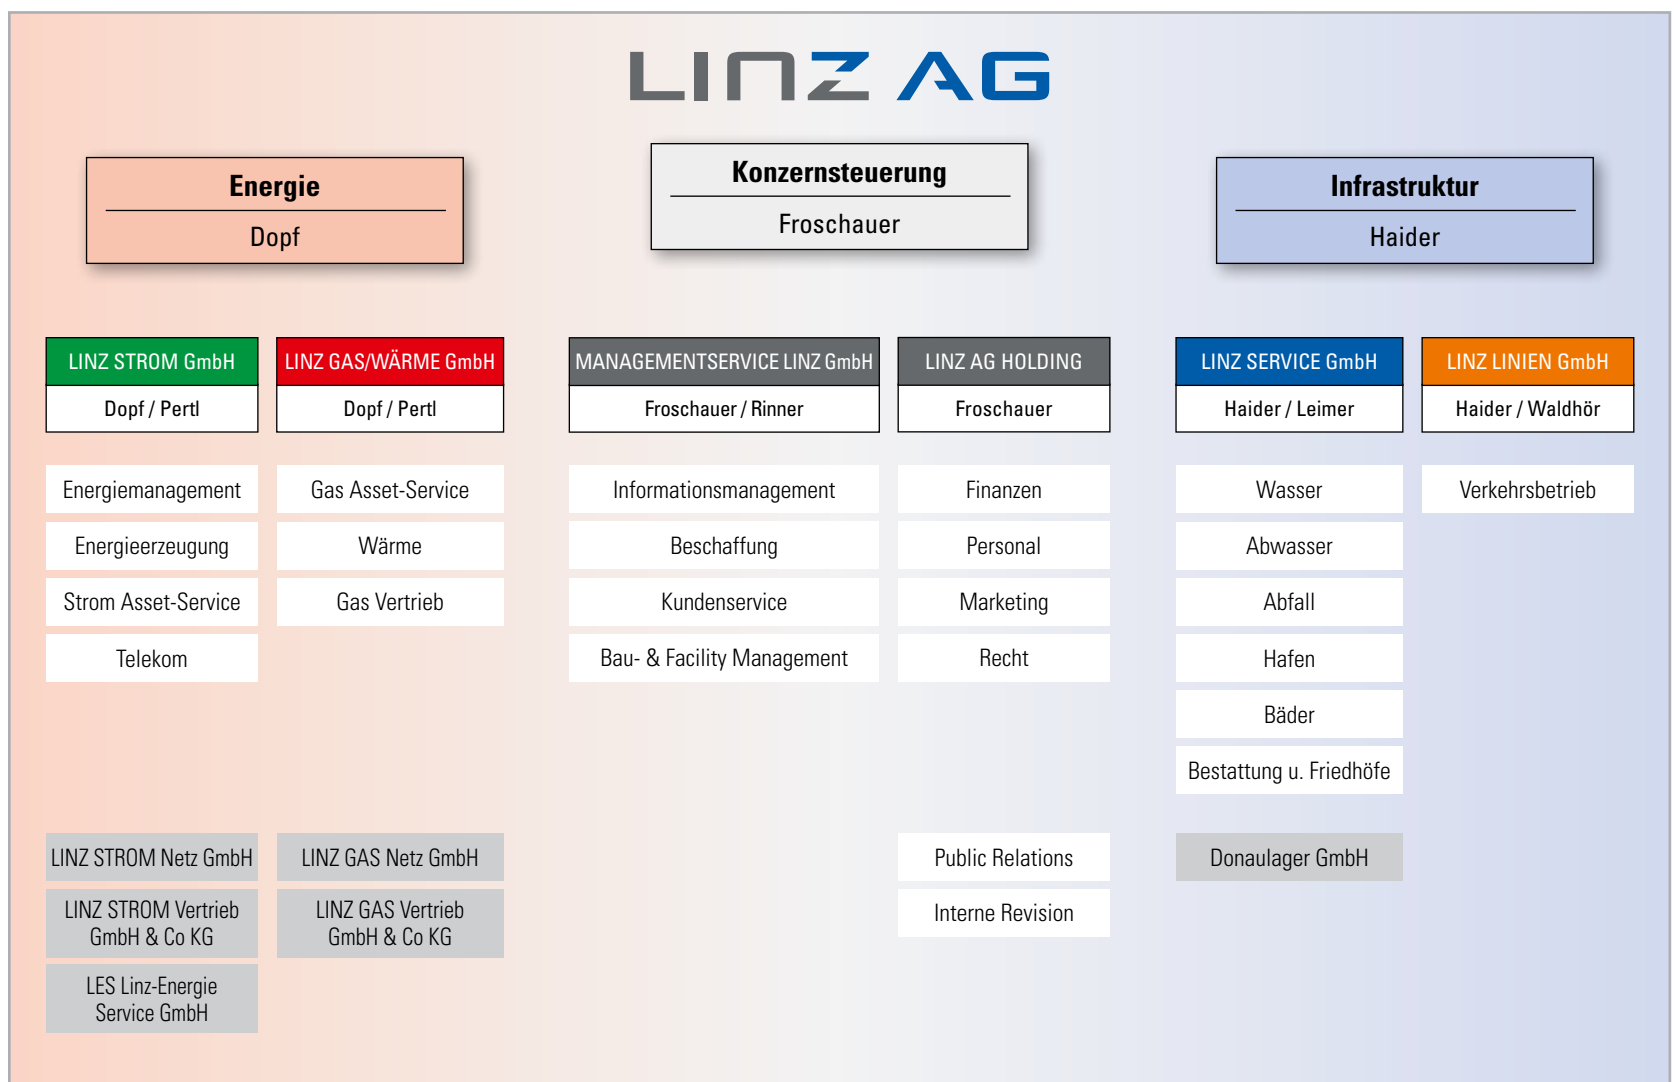 LINZ AG
Energie
Dopf
Konzernsteuerung
Froschauer
Infrastruktur
Haider
LINZ STROM GmbH
Dopf / Pertl
Energiemanagement
Energieerzeugung
Strom Asset-Service
Telekom
LINZ STROM Netz GmbH
LINZ STROM Vertrieb
GmbH & Co KG
LES Linz-Energie
Service GmbH
LINZ GAS/WÄRME GmbH
Dopf / Pertl
Gas Asset-Service
Wärme
Gas Vertrieb
LINZ GAS Netz GmbH
LINZ GAS Vertrieb
GmbH & Co KG
MANAGEMENTSERVICE LINZ GmbH
Froschauer / Rinner
Informationsmanagement
Beschaffung
Kundenservice
Bau- & Facility Management
LINZ AG HOLDING
Froschauer
Finanzen
Personal
Marketing
Recht
Public Relations
Interne Revision
LINZ SERVICE GmbH
Haider / Leimer
Wasser
Abwasser
Abfall
Hafen
Bäder
Bestattung u. Friedhöfe
Donaulager GmbH
LINZ LINIEN GmbH
Haider / Waldhör
Verkehrsbetrieb